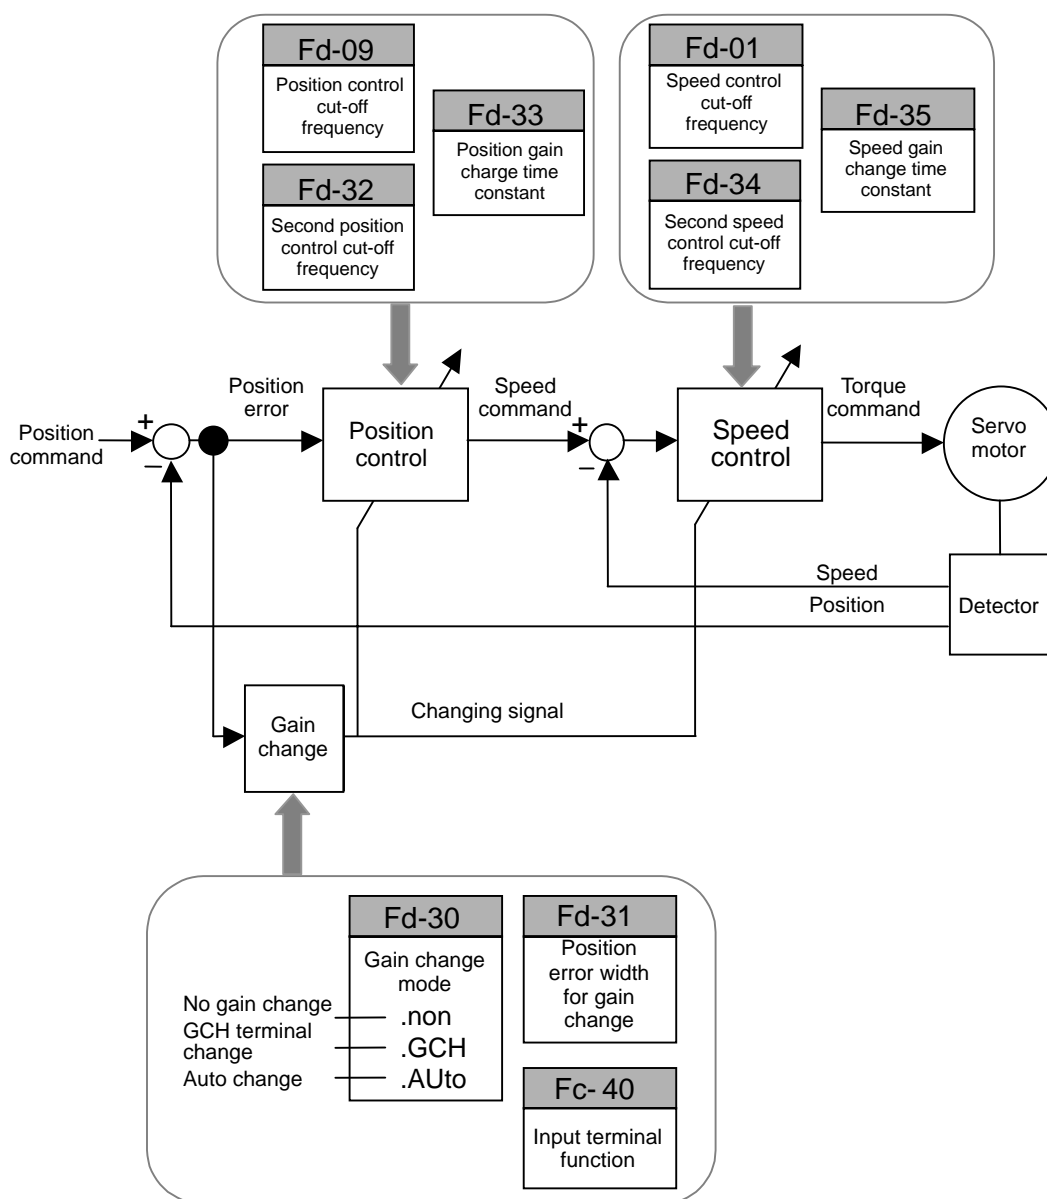 Fd-09
Position control
cut-off
frequency
Fd-33
Position gain
charge time
constant
Fd-32
Second position
control cut-off
frequency
Fd-01
Speed control
cut-off
frequency
Fd-35
Speed gain
change time
constant
Fd-34
Second speed
control cut-off
frequency
Position
command
+
−
Position
error
Position
control
Speed
command
+
−
Speed
control
Torque
command
Servo
motor
Speed
Position
Detector
Gain
change
Changing signal
Fd-30
Gain change
mode
No gain change
.non
GCH terminal
change
.GCH
Auto change
.AUto
Fd-31
Position
error width
for gain
change
Fc- 40
Input terminal
function